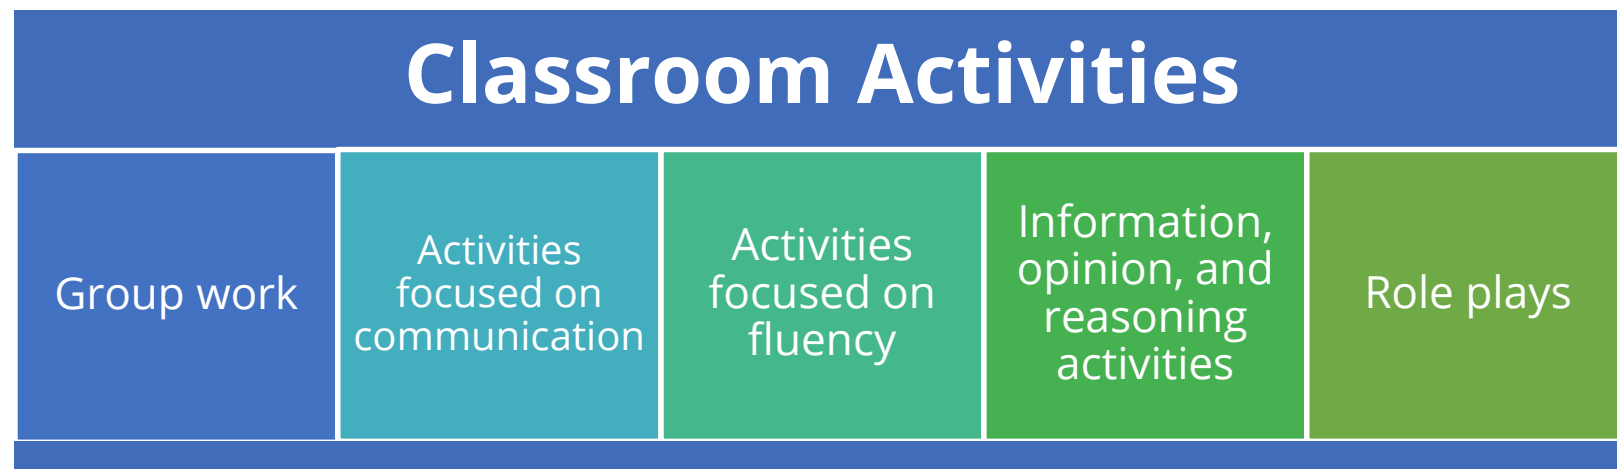 Classroom Activities
Group work
Activities
focused on
communication
Activities
focused on
fluency
Information,
opinion, and
reasoning
activities
Role plays